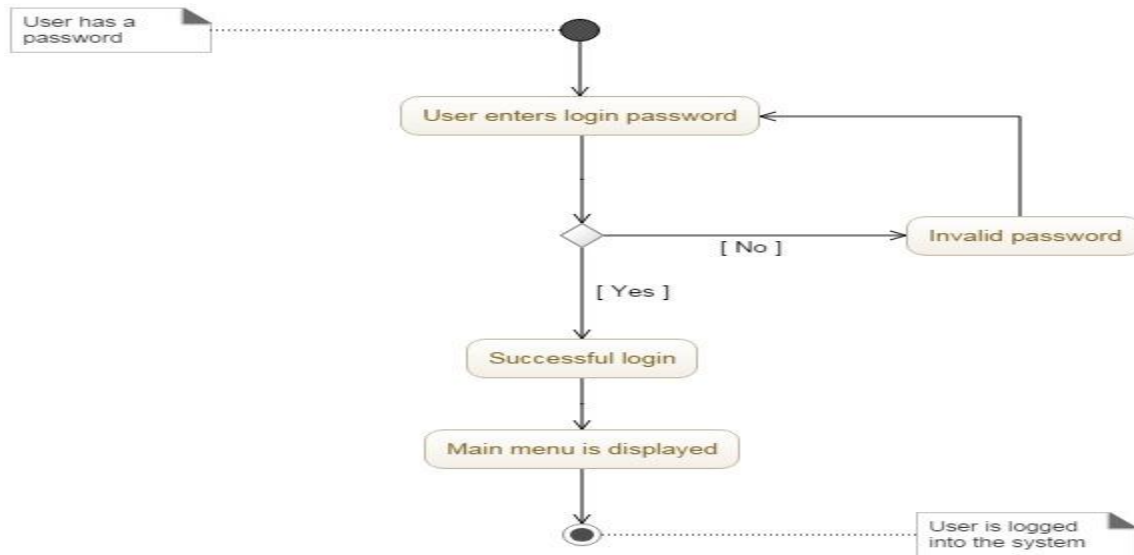 User has a
password
User enters login password
[ No ]
Invalid password
[ Yes ]
Successful login
Main menu is displayed
User is logged
into the system